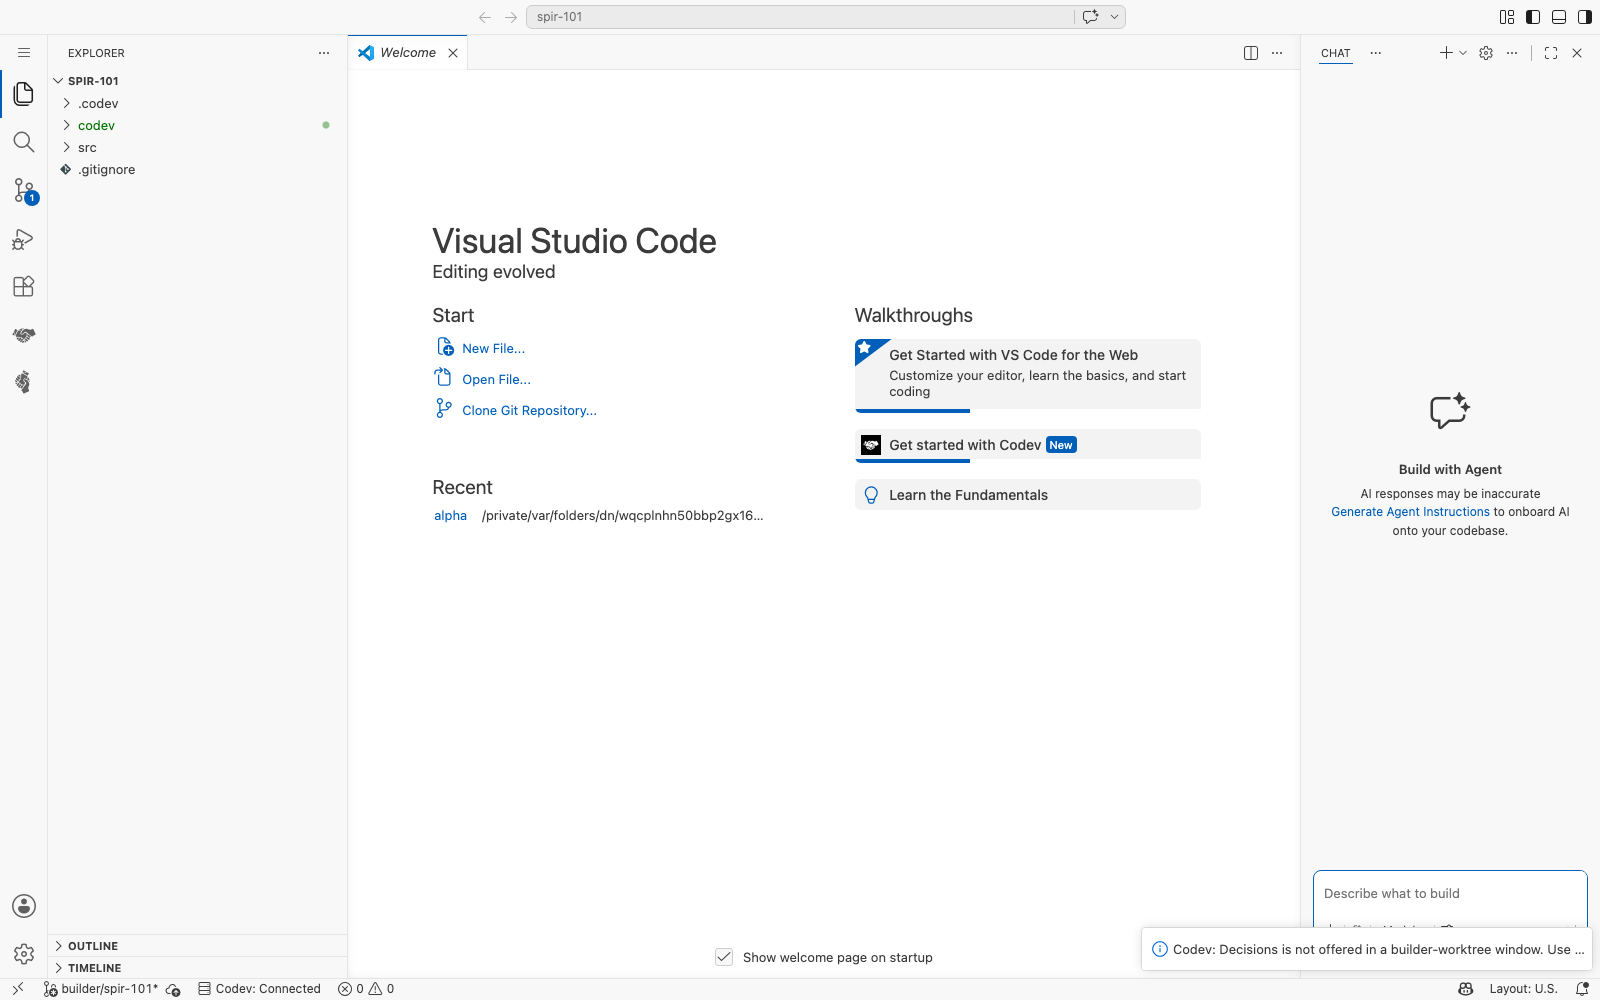 spir-101
EXPLORER
SPIR-101
.codev
codev
src
.gitignore
OUTLINE
TIMELINE
Welcome
Visual Studio Code
Editing evolved
Start
New File...
Open File...
Clone Git Repository...
Recent
alpha /private/var/folders/dn/wqcplnhn50bbp2gx16...
Walkthroughs
Get Started with VS Code for the Web
Customize your editor, learn the basics, and start
coding
Get started with Codev New
Learn the Fundamentals
Show welcome page on startup
CHAT
Build with Agent
AI responses may be inaccurate
Generate Agent Instructions to onboard AI
onto your codebase.
Describe what to build
Codev: Decisions is not offered in a builder-worktree window. Use ...
1
builder/spir-101* Codev: Connected 0 0 Layout: U.S.